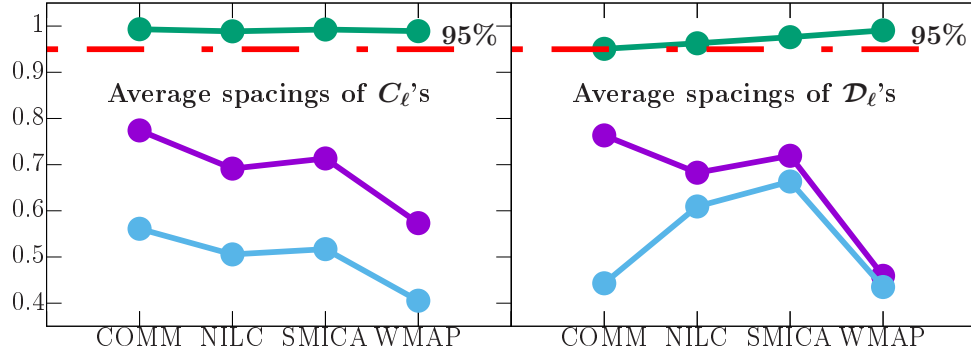 1
95%
95%
0.9
Average spacings of 𝑪ℓ's
Average spacings of 𝓓ℓ's
0.8
0.7
0.6
0.5
0.4
COMM NILC SMICA WMAP
COMM NILC SMICA WMAP